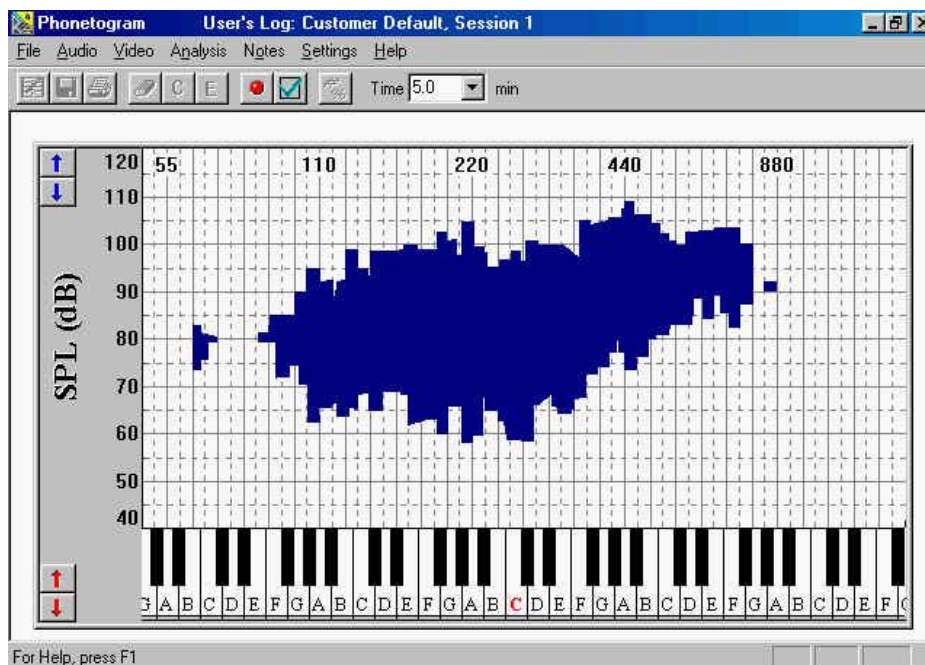 Phonetogram User's Log: Customer Default, Session 1
File Audio Video Analysis Notes Settings Help
C E Time 5.0 min
120 55 110 220 440 880
110
100
90
80
70
60
50
40
SPL (dB)
G A B C D E F G A B C D E F G A B C D E F G A B C D E F G A B C D E F
For Help, press F1